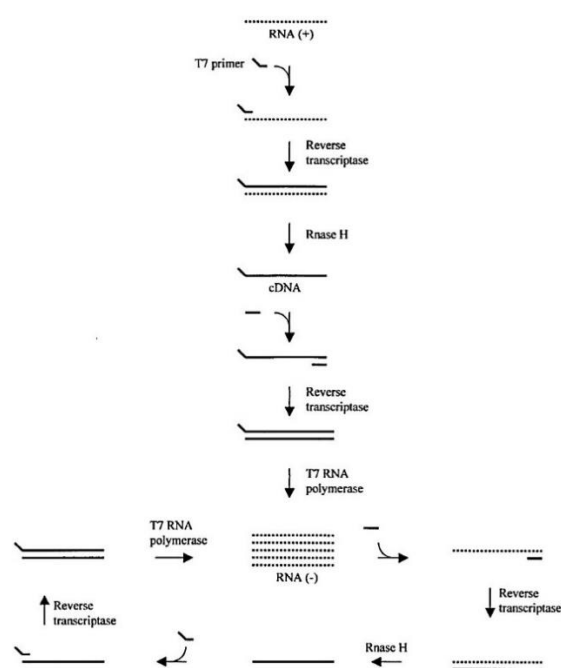 RNA (+)
T7 primer
Reverse
transcriptase
Rnase H
cDNA
Reverse
transcriptase
T7 RNA
polymerase
T7 RNA
polymerase
RNA (-)
Reverse
transcriptase
Reverse
transcriptase
Rnase H